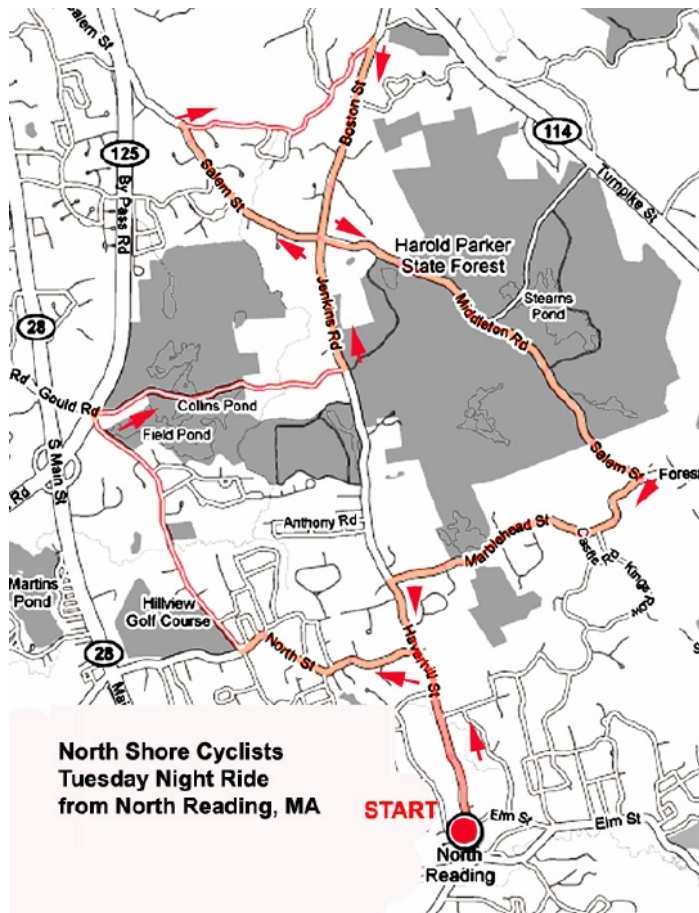 Salem St
Boston St
114
125
Turnpike St
By Pass Rd
Salem St
Harold Parker
State Forest
Jenkins Rd
Middleton Rd
Stearns
Pond
28
Rd - Gould Rd
Collins Pond
Field Pond
S Main St
Salem St
Forest
Rd
Anthony Rd
Marblehead St
Castle Rd
Kings Row
Martins
Pond
Hillview
Golf Course
28
North St
Haverhill St
Ma
North Shore Cyclists
Tuesday Night Ride
from North Reading, MA
START
Elm St
Elm St
North
Reading